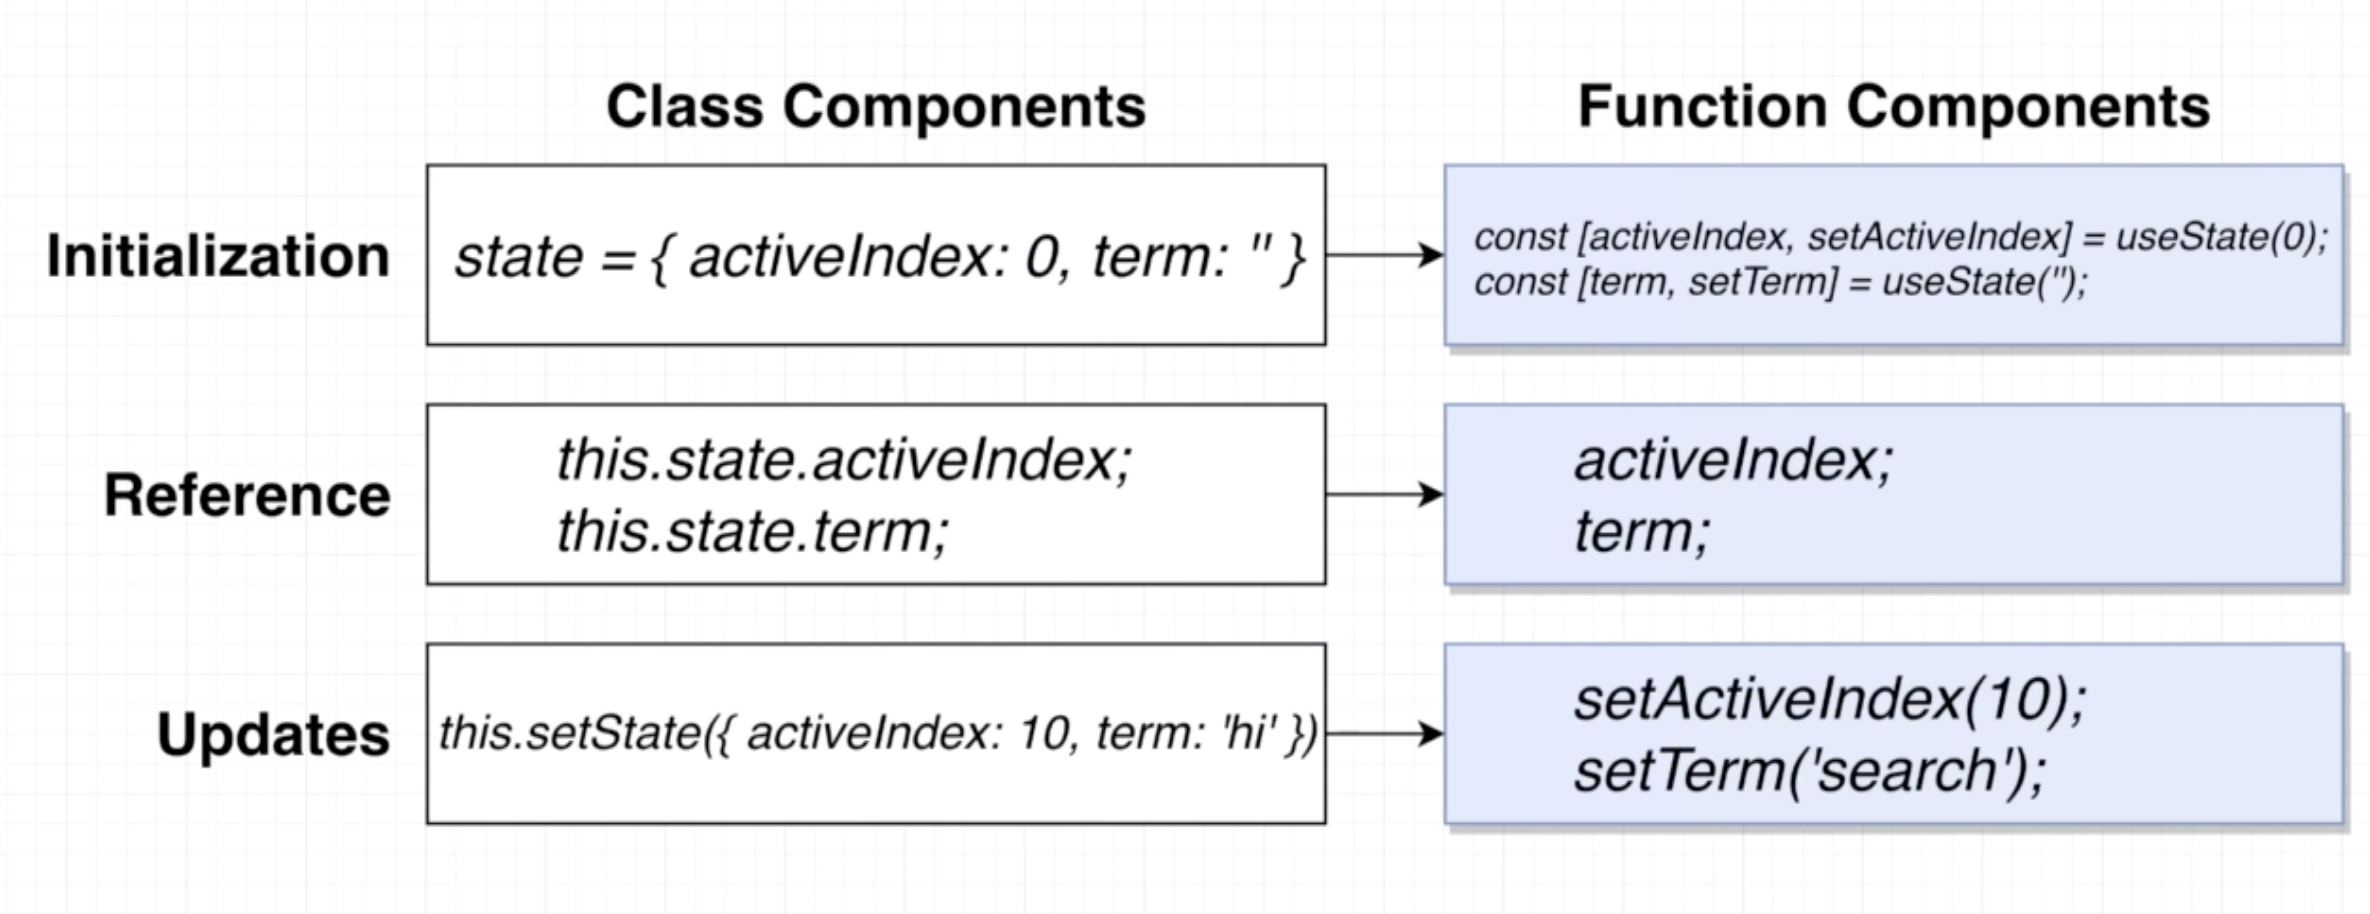 Class Components
Function Components
Initialization
state = { activeIndex: 0, term: '' }
const [activeIndex, setActiveIndex] = useState(0);
const [term, setTerm] = useState('');
Reference
this.state.activeIndex;
this.state.term;
activeIndex;
term;
Updates
this.setState({ activeIndex: 10, term: 'hi' })
setActiveIndex(10);
setTerm('search');